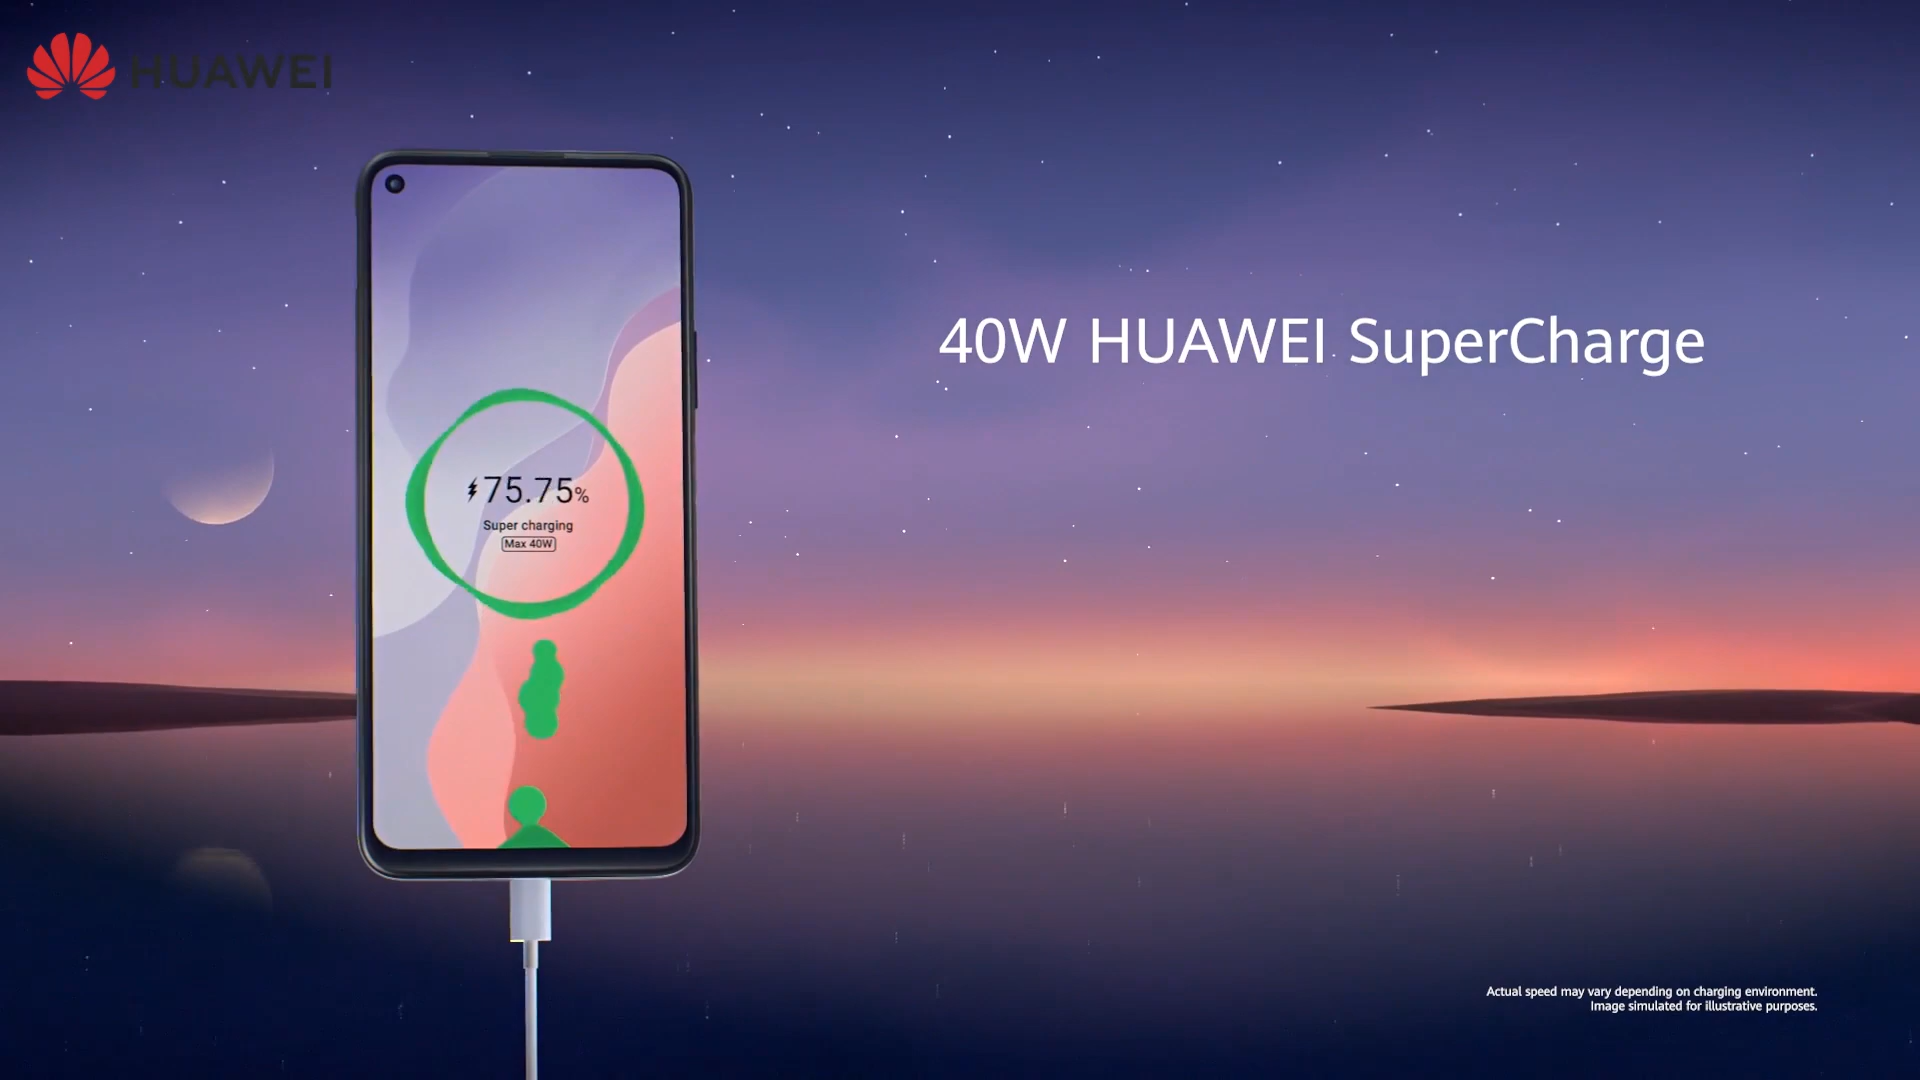 HUAWEI
40W HUAWEI SuperCharge
75.75%
Super charging
Max 40W
Actual speed may vary depending on charging environment.
Image simulated for illustrative purposes.